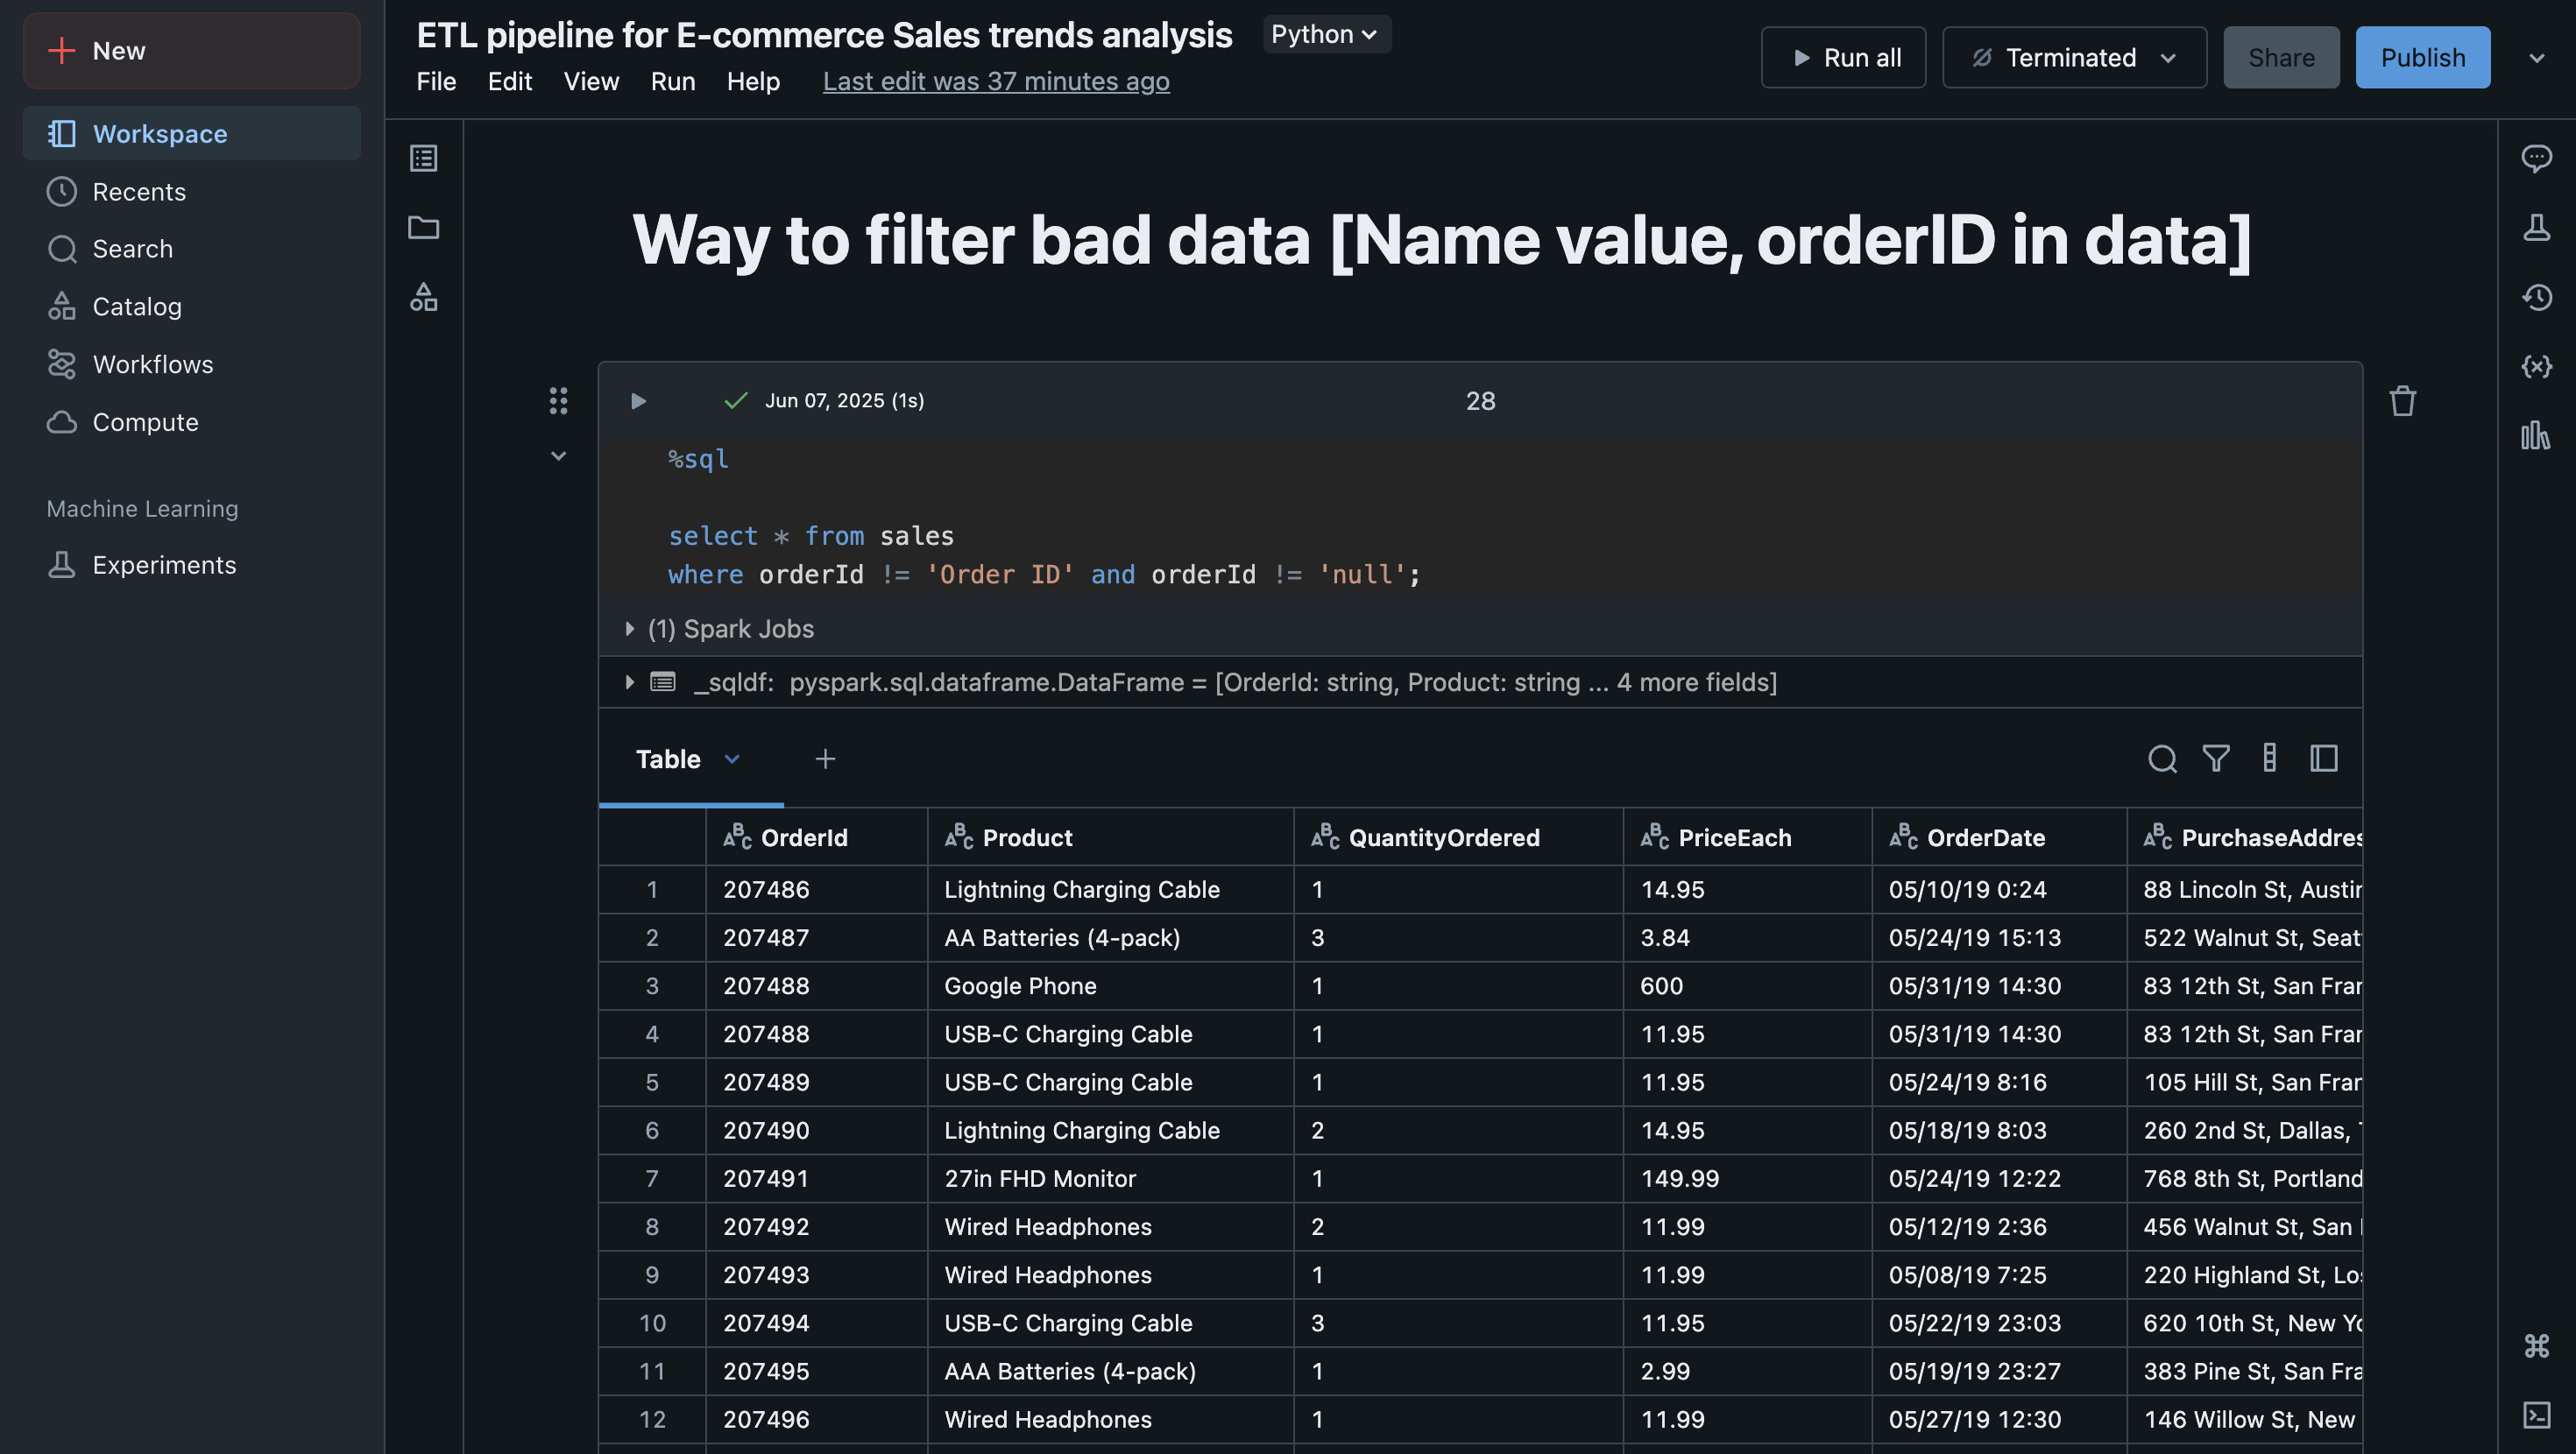 New
Workspace
Recents
Search
Catalog
Workflows
Compute
Machine Learning
Experiments
ETL pipeline for E-commerce Sales trends analysis Python
File Edit View Run Help Last edit was 37 minutes ago
Run all Terminated Share Publish
Way to filter bad data [Name value, orderID in data]
Jun 07, 2025 (1s) 28
%sql
select * from sales
where orderId != 'Order ID' and orderId != 'null';
(1) Spark Jobs
_sqldf: pyspark.sql.dataframe.DataFrame = [OrderId: string, Product: string ... 4 more fields]
Table
OrderId Product QuantityOrdered PriceEach OrderDate PurchaseAddres
1 207486 Lightning Charging Cable 1 14.95 05/10/19 0:24 88 Lincoln St, Austin
2 207487 AA Batteries (4-pack) 3 3.84 05/24/19 15:13 522 Walnut St, Seat
3 207488 Google Phone 1 600 05/31/19 14:30 83 12th St, San Fran
4 207488 USB-C Charging Cable 1 11.95 05/31/19 14:30 83 12th St, San Fran
5 207489 USB-C Charging Cable 1 11.95 05/24/19 8:16 105 Hill St, San Fran
6 207490 Lightning Charging Cable 2 14.95 05/18/19 8:03 260 2nd St, Dallas,
7 207491 27in FHD Monitor 1 149.99 05/24/19 12:22 768 8th St, Portland
8 207492 Wired Headphones 2 11.99 05/12/19 2:36 456 Walnut St, San
9 207493 Wired Headphones 1 11.99 05/08/19 7:25 220 Highland St, Los
10 207494 USB-C Charging Cable 3 11.95 05/22/19 23:03 620 10th St, New Yo
11 207495 AAA Batteries (4-pack) 1 2.99 05/19/19 23:27 383 Pine St, San Fra
12 207496 Wired Headphones 1 11.99 05/27/19 12:30 146 Willow St, New